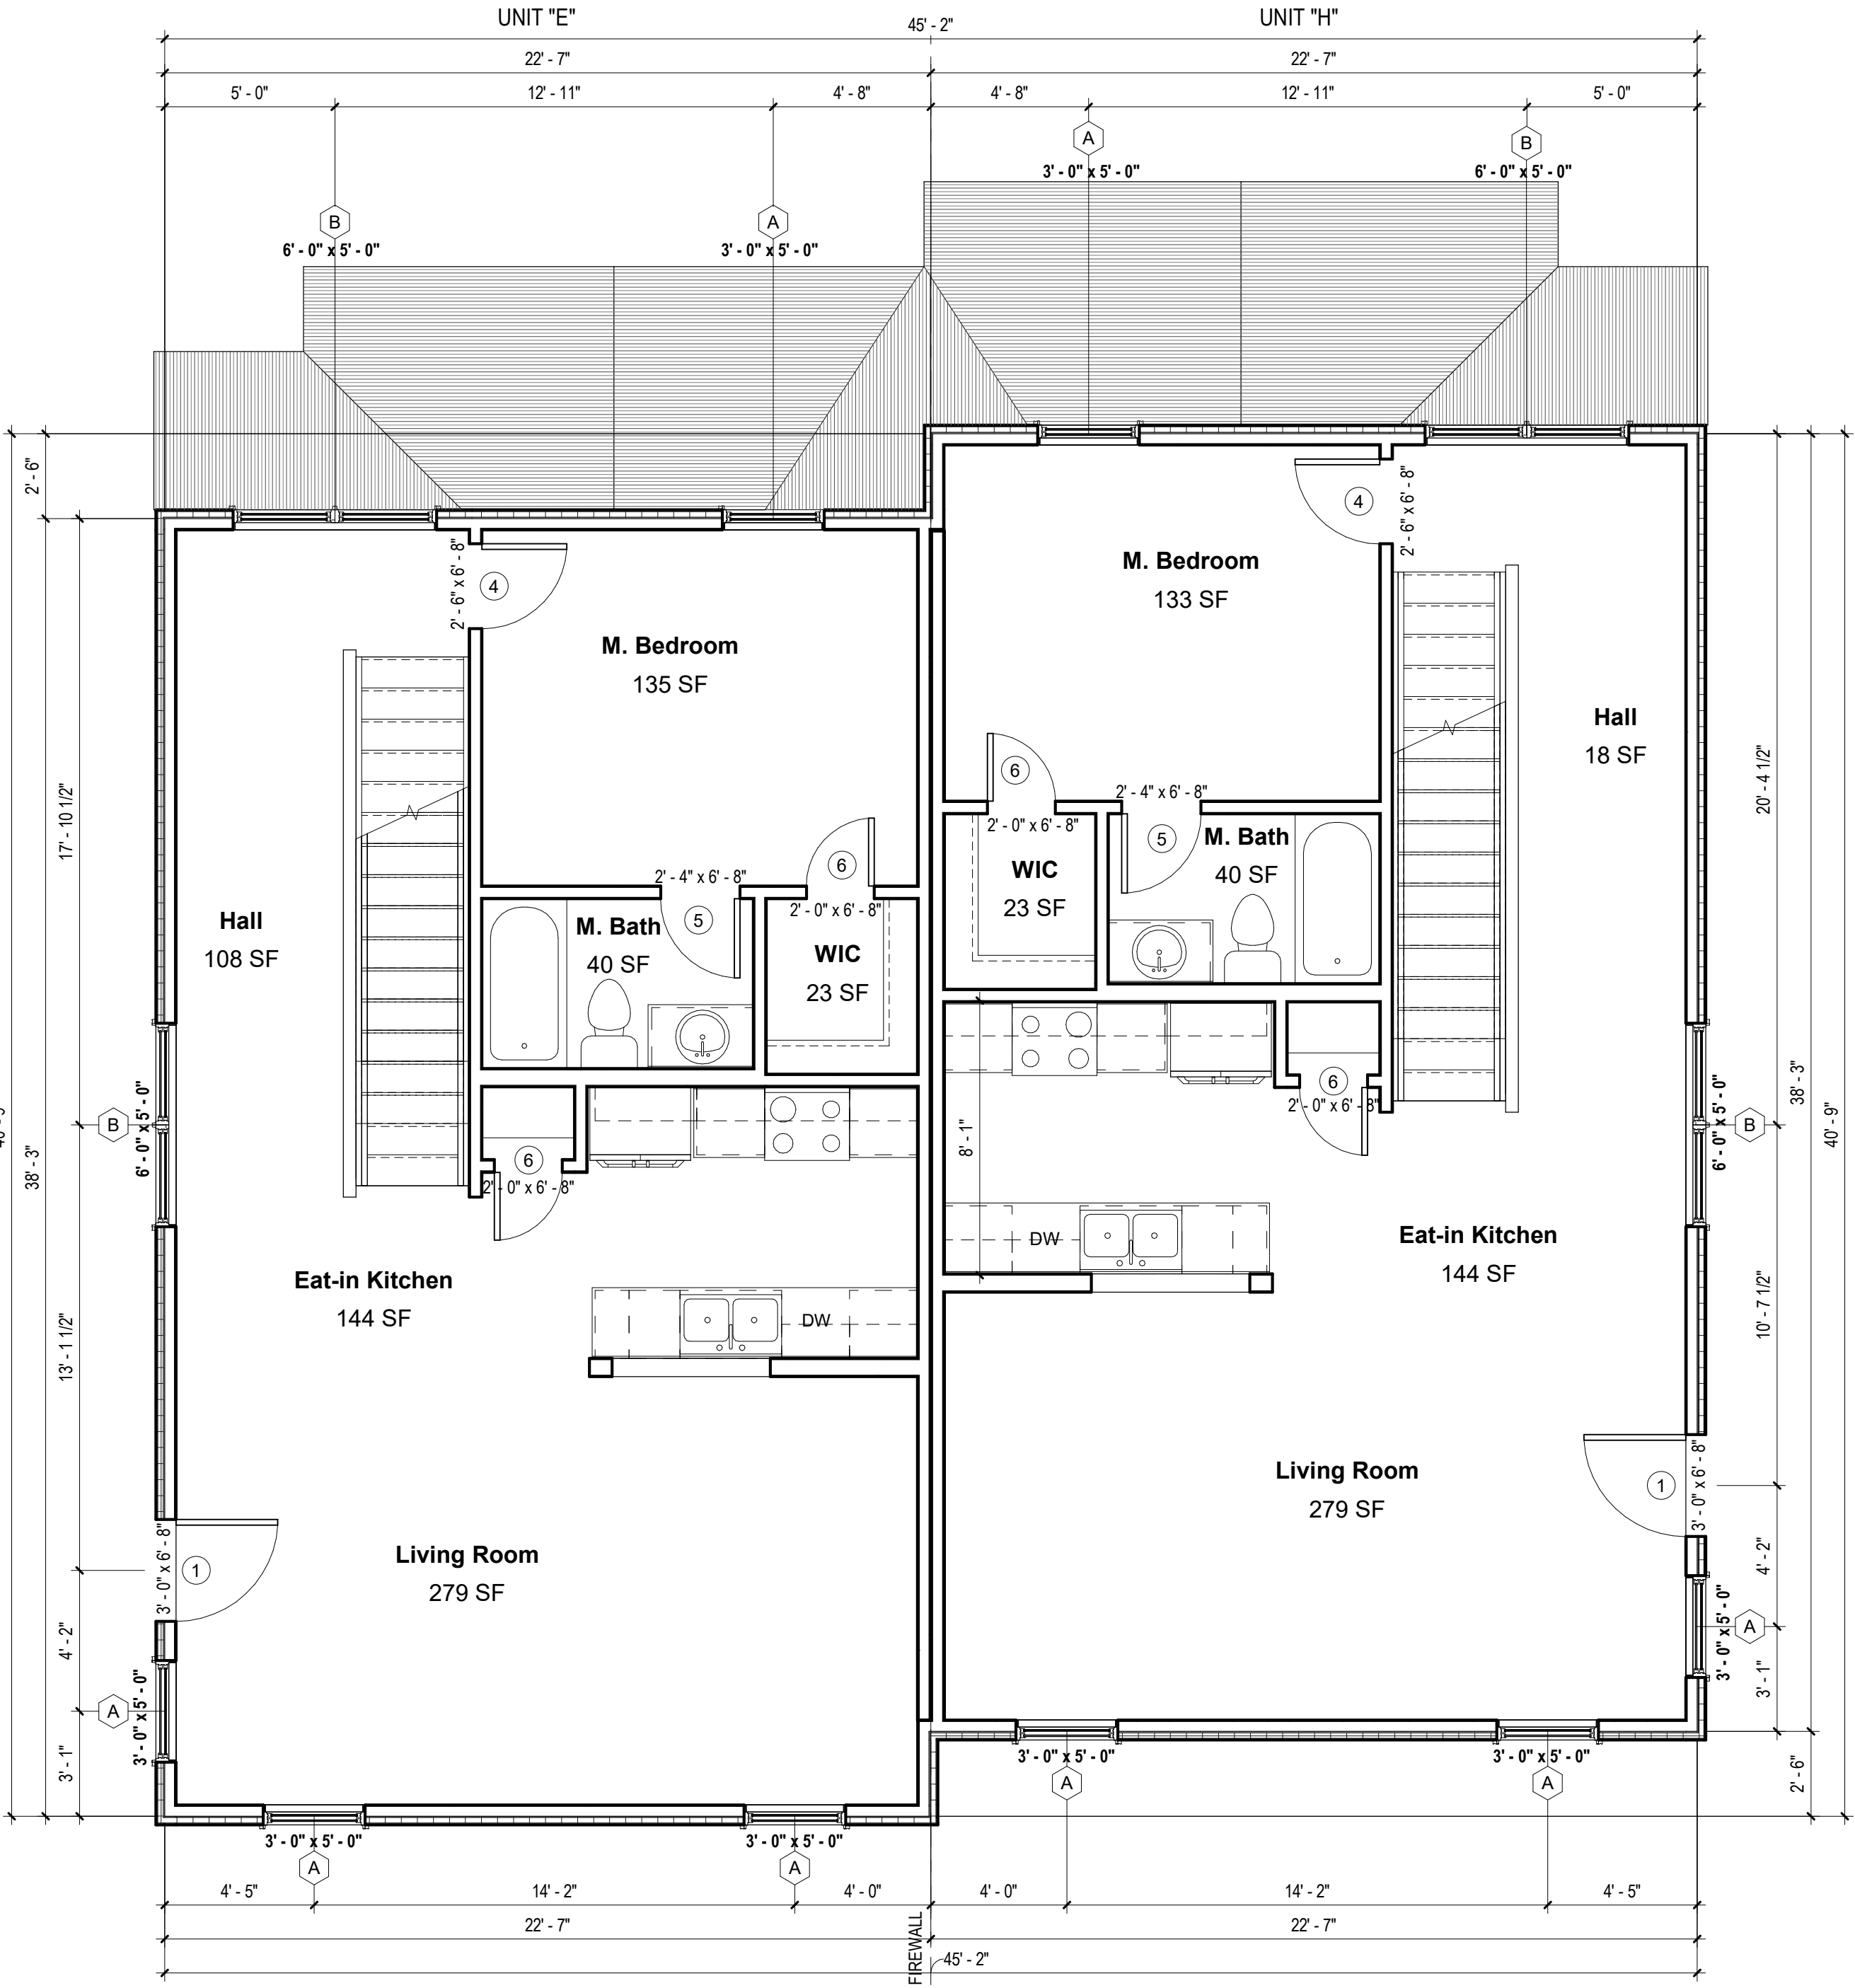 UNIT "E"
UNIT "H"
45' - 2"
22' - 7"
22' - 7"
5' - 0"
12' - 11"
4' - 8"
4' - 8"
12' - 11"
5' - 0"
A
3' - 0" x 5' - 0"
B
6' - 0" x 5' - 0"
B
6' - 0" x 5' - 0"
A
3' - 0" x 5' - 0"
2' - 6"
4
2' - 6" x 6' - 8"
2' - 6" x 6' - 8"
4
M. Bedroom
133 SF
M. Bedroom
135 SF
Hall
18 SF
6
2' - 0" x 6' - 8"
2' - 4" x 6' - 8"
5
M. Bath
40 SF
WIC
23 SF
17' - 10 1/2"
20' - 4 1/2"
6
2' - 0" x 6' - 8"
2' - 4" x 6' - 8"
5
M. Bath
40 SF
WIC
23 SF
Hall
108 SF
38' - 3"
B
6' - 0" x 5' - 0"
6
2' - 0" x 6' - 8"
8' - 1"
6
2' - 0" x 6' - 8"
6' - 0" x 5' - 0"
B
38' - 3"
40' - 9"
DW
Eat-in Kitchen
144 SF
Eat-in Kitchen
144 SF
DW
13' - 1 1/2"
10' - 7 1/2"
Living Room
279 SF
1
3' - 0" x 6' - 8"
3' - 0" x 6' - 8"
1
Living Room
279 SF
4' - 2"
4' - 2"
3' - 0" x 5' - 0"
A
3' - 1"
A
3' - 0" x 5' - 0"
3' - 1"
3' - 0" x 5' - 0"
A
3' - 0" x 5' - 0"
A
2' - 6"
3' - 0" x 5' - 0"
A
3' - 0" x 5' - 0"
A
4' - 5"
14' - 2"
4' - 0"
4' - 0"
14' - 2"
4' - 5"
22' - 7"
22' - 7"
FIREWALL
45' - 2"